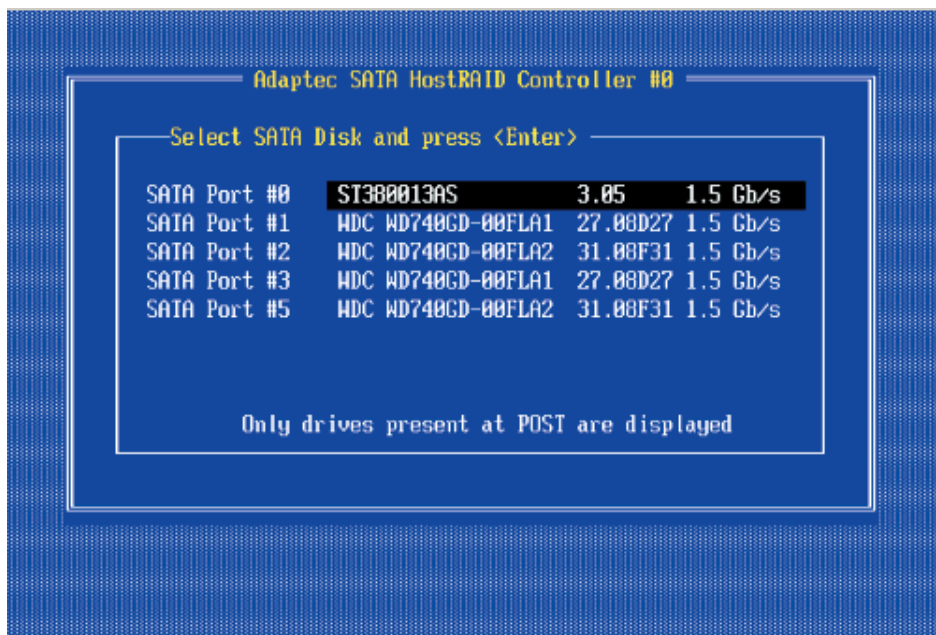 Adaptec SATA HostRAID Controller #0
Select SATA Disk and press <Enter>
SATA Port #0 ST380013AS 3.05 1.5 Gb/s
SATA Port #1 WDC WD740GD-00FLA1 27.08D27 1.5 Gb/s
SATA Port #2 WDC WD740GD-00FLA2 31.08F31 1.5 Gb/s
SATA Port #3 WDC WD740GD-00FLA1 27.08D27 1.5 Gb/s
SATA Port #5 WDC WD740GD-00FLA2 31.08F31 1.5 Gb/s
Only drives present at POST are displayed